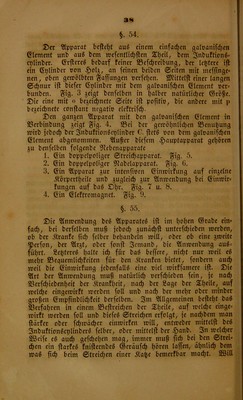 38
§. 54.
Der Apparat besteht aus einem einfachen galvanischen
Element und aus dem wesentlichsten Theil, dem Induktions-
cylinder. Ersteres bedarf keiner Beschreibung, der letztere ist
ein Cylinder von Holz, an seinen beiden Seiten mit messinge-
nen, oben gewölbten Fassungen versehen. Mittelst einer langen
Schnur ist dieser Cylinder mit dem galvanischen Element ver-
bunden. Fig. 3 zeigt denselben in halber natürlicher Größe.
Die eine mit n bezeichnete Seite ist positiv, die andere mit p
bezeichnete constant negativ elektrisch.
Den ganzen Apparat mit den galvanischen Element in
Verbindung zeigt Fig. 4. Bei der gewöhnlichen Benutzung
wird jedoch der Induktionscylinder C stets von dem galvanischen
Element abgenommen. Außer diesem Hauptapparat gehören
zu demselben folgende Nebenapparate
1. Ein doppelpoliger Streichapparat. Fig. 5.
2. Ein doppelpoliger Nadelapparat. Fig. 6.
3. Ein Apparat zur intensiven Einwirkung auf einzelne
Körpertheile und zugleich zur Anwendung bei Einwir-
kungen auf das Ohr. Fig. 7 u. 8.
4. Ein Elektromagnet. Fig. 9.
§. 55.
Die Anwendung des Apparates ist im hohen Grade ein-
fach, bei derselben muß jedoch zunächst unterschieden werden,
ob der Kranke sich selber behandeln will, oder ob eine zweite
Person, der Arzt, oder sonst Jemand, die Anwendung aus-
führt. Letzteres halte ich für das bessere, nicht nur weil es
mehr Bequemlichkeiten für den Kranken bietet, sondern auch
weil die Einwirkung jedenfalls eine viel wirksamere ist. Die
Art der Anwendung muß natürlich verschieden sein, je nach
Verschiedenheit der Krankheit, nach der Lage der Theile, auf
welche eingewirkt werden soll und nach der mehr oder minder
großen Empfindlichkeit derselben. Im Allgemeinen besteht das
Verfahren in einem Bestreichen der Theile, auf welche einge-
wirkt werden soll und dieses Streichen erfolgt, je nachdem man
stärker oder schwächer einwirken will, entweder mittelst des
Induktionscylinders selber, oder mittelst der Hand. In welcher
Weise es auch geschehen mag, immer muß sich bei dem Strei-
chen ein starkes knisterndes Geräusch hören lassen, ähnlich dem
was sich beim Streichen einer Katze bemerkbar macht. Will